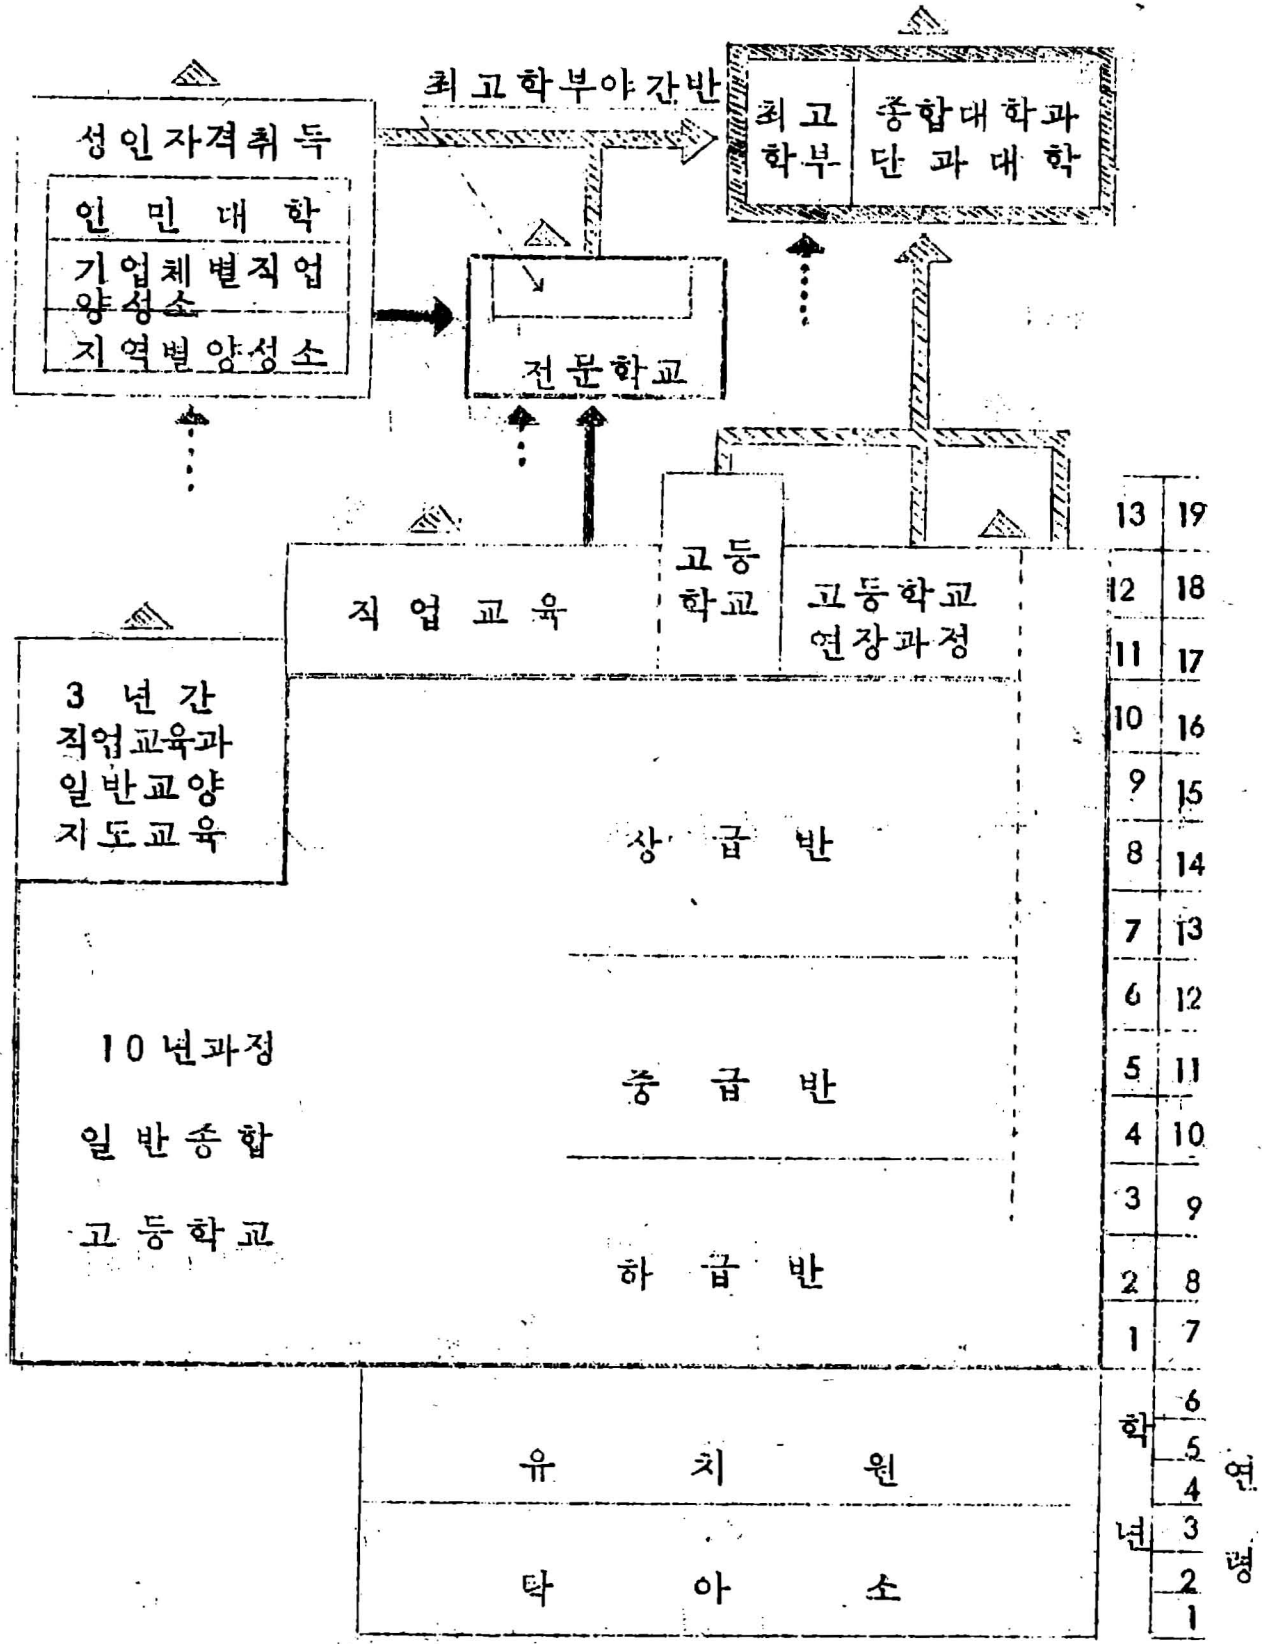 최고학부야간반
성인자격취득
인 민 대 학
기업체별직업
양성소
지역별양성소
최고
학부
종합대학과
단과대학
전문학교
직 업 교 육
고등
학교
고등학교
연장과정
3 년 간
직업교육과
일반교양
지도교육
상 급 반
10년과정
일반종합
고등학교
중 급 반
하 급 반
유 치 원
탁 아 소
13 19
12 18
11 17
10 16
9 15
8 14
7 13
6 12
5 11
4 10
3 9
2 8
1 7
6
5
4
3
2
1
학년
연령